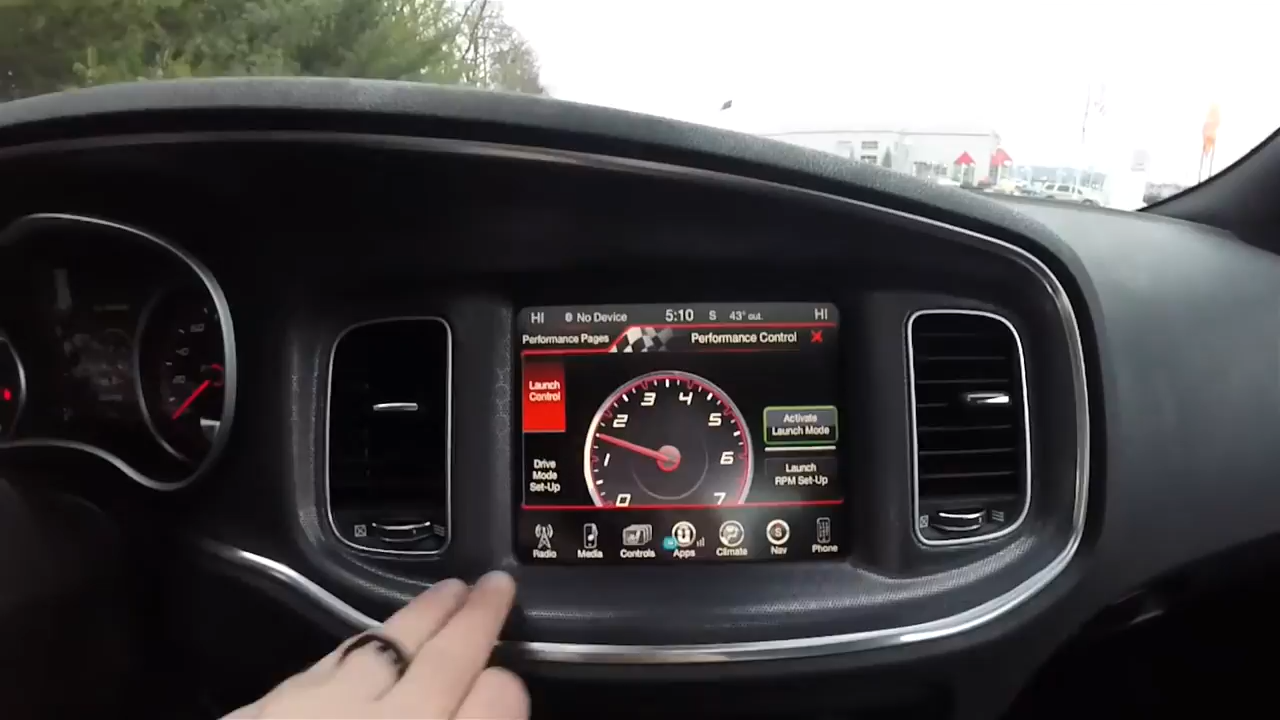 HI
No Device
5:10
S
43° out.
HI
Performance Pages
Performance Control
Launch
Control
Drive
Mode
Set-Up
0
1
2
3
4
5
6
7
Activate
Launch Mode
Launch
RPM Set-Up
Radio
Media
Controls
Apps
Climate
S
Nav
Phone